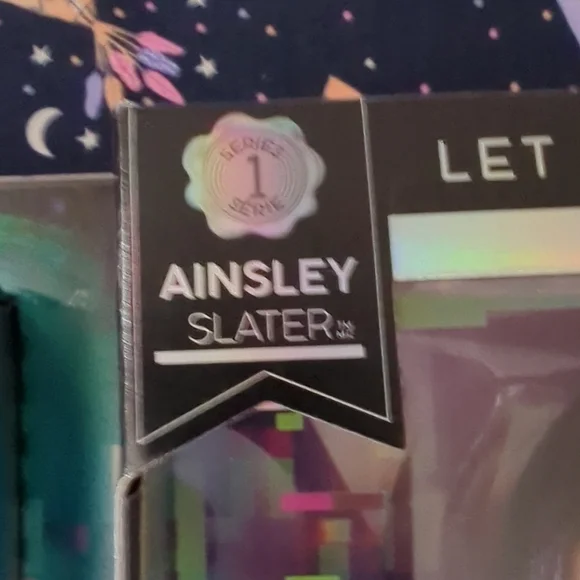 SERIES
1
SÉRIE
AINSLEY
SLATER
LET